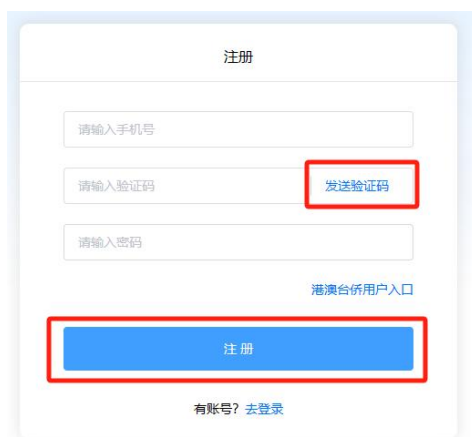 注册
请输入手机号
请输入验证码 发送验证码
请输入密码
港澳台侨用户入口
注 册
有账号？去登录